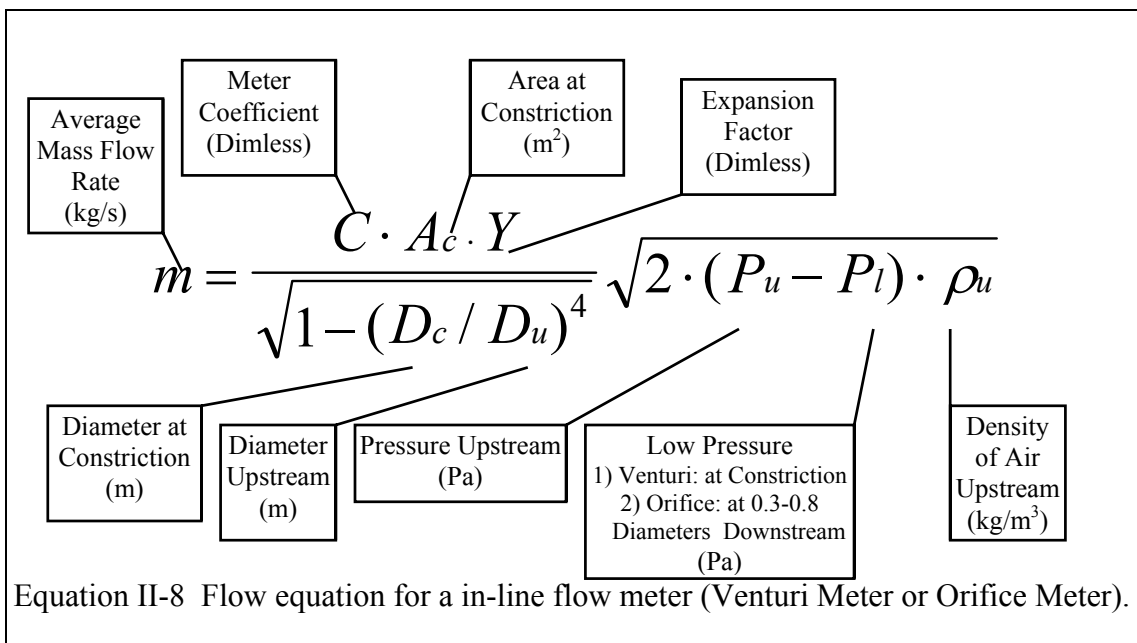 Average
Mass Flow
Rate
(kg/s)
Meter
Coefficient
(Dimless)
Area at
Constriction
(m²)
Expansion
Factor
(Dimless)
m = C · Ac · Y / √(1 − (Dc / Du)⁴) √(2 · (Pu − Pl) · ρu)
Diameter at
Constriction
(m)
Diameter
Upstream
(m)
Pressure Upstream
(Pa)
Low Pressure
1) Venturi: at Constriction
2) Orifice: at 0.3-0.8
Diameters Downstream
(Pa)
Density
of Air
Upstream
(kg/m³)
Equation II-8 Flow equation for a in-line flow meter (Venturi Meter or Orifice Meter).